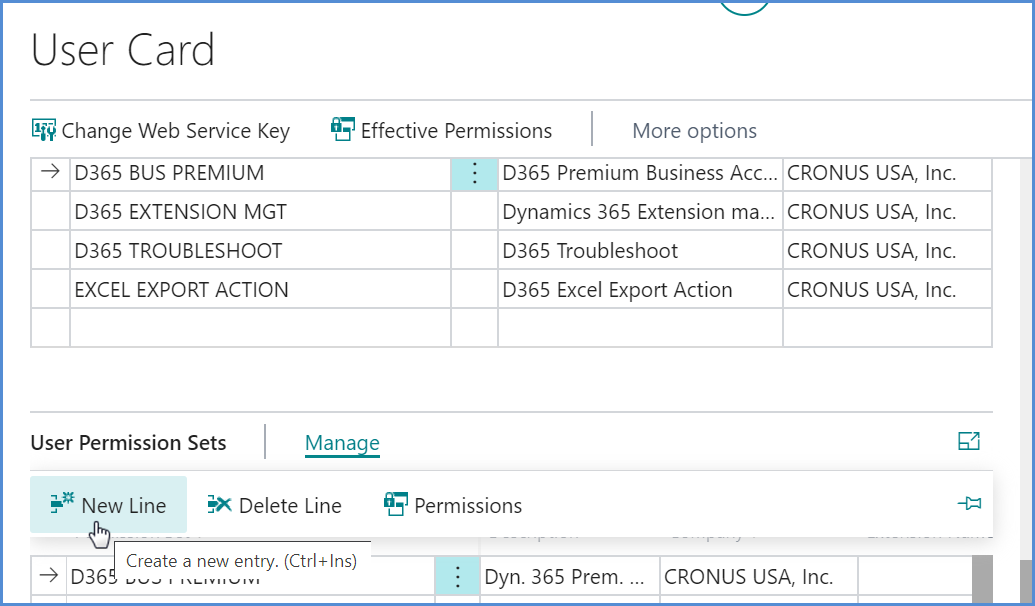 User Card
Change Web Service Key Effective Permissions More options
D365 BUS PREMIUM D365 Premium Business Acc... CRONUS USA, Inc.
D365 EXTENSION MGT Dynamics 365 Extension ma... CRONUS USA, Inc.
D365 TROUBLESHOOT D365 Troubleshoot CRONUS USA, Inc.
EXCEL EXPORT ACTION D365 Excel Export Action CRONUS USA, Inc.
User Permission Sets Manage
New Line Delete Line Permissions
Create a new entry. (Ctrl+Ins)
D365 BUS PREMIUM Dyn. 365 Prem. ... CRONUS USA, Inc.